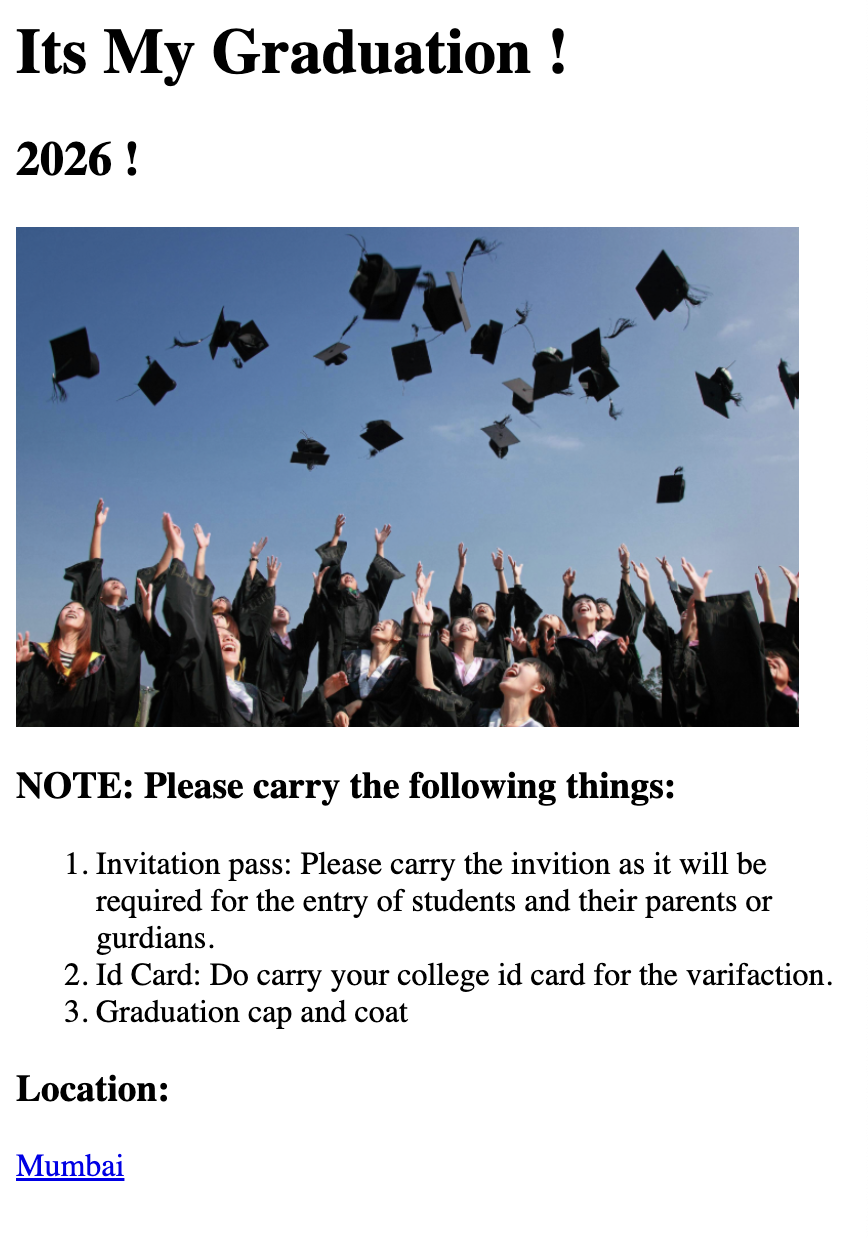 Its My Graduation !
2026 !
NOTE: Please carry the following things:
1. Invitation pass: Please carry the invition as it will be
required for the entry of students and their parents or
gurdians.
2. Id Card: Do carry your college id card for the varifaction.
3. Graduation cap and coat
Location:
Mumbai